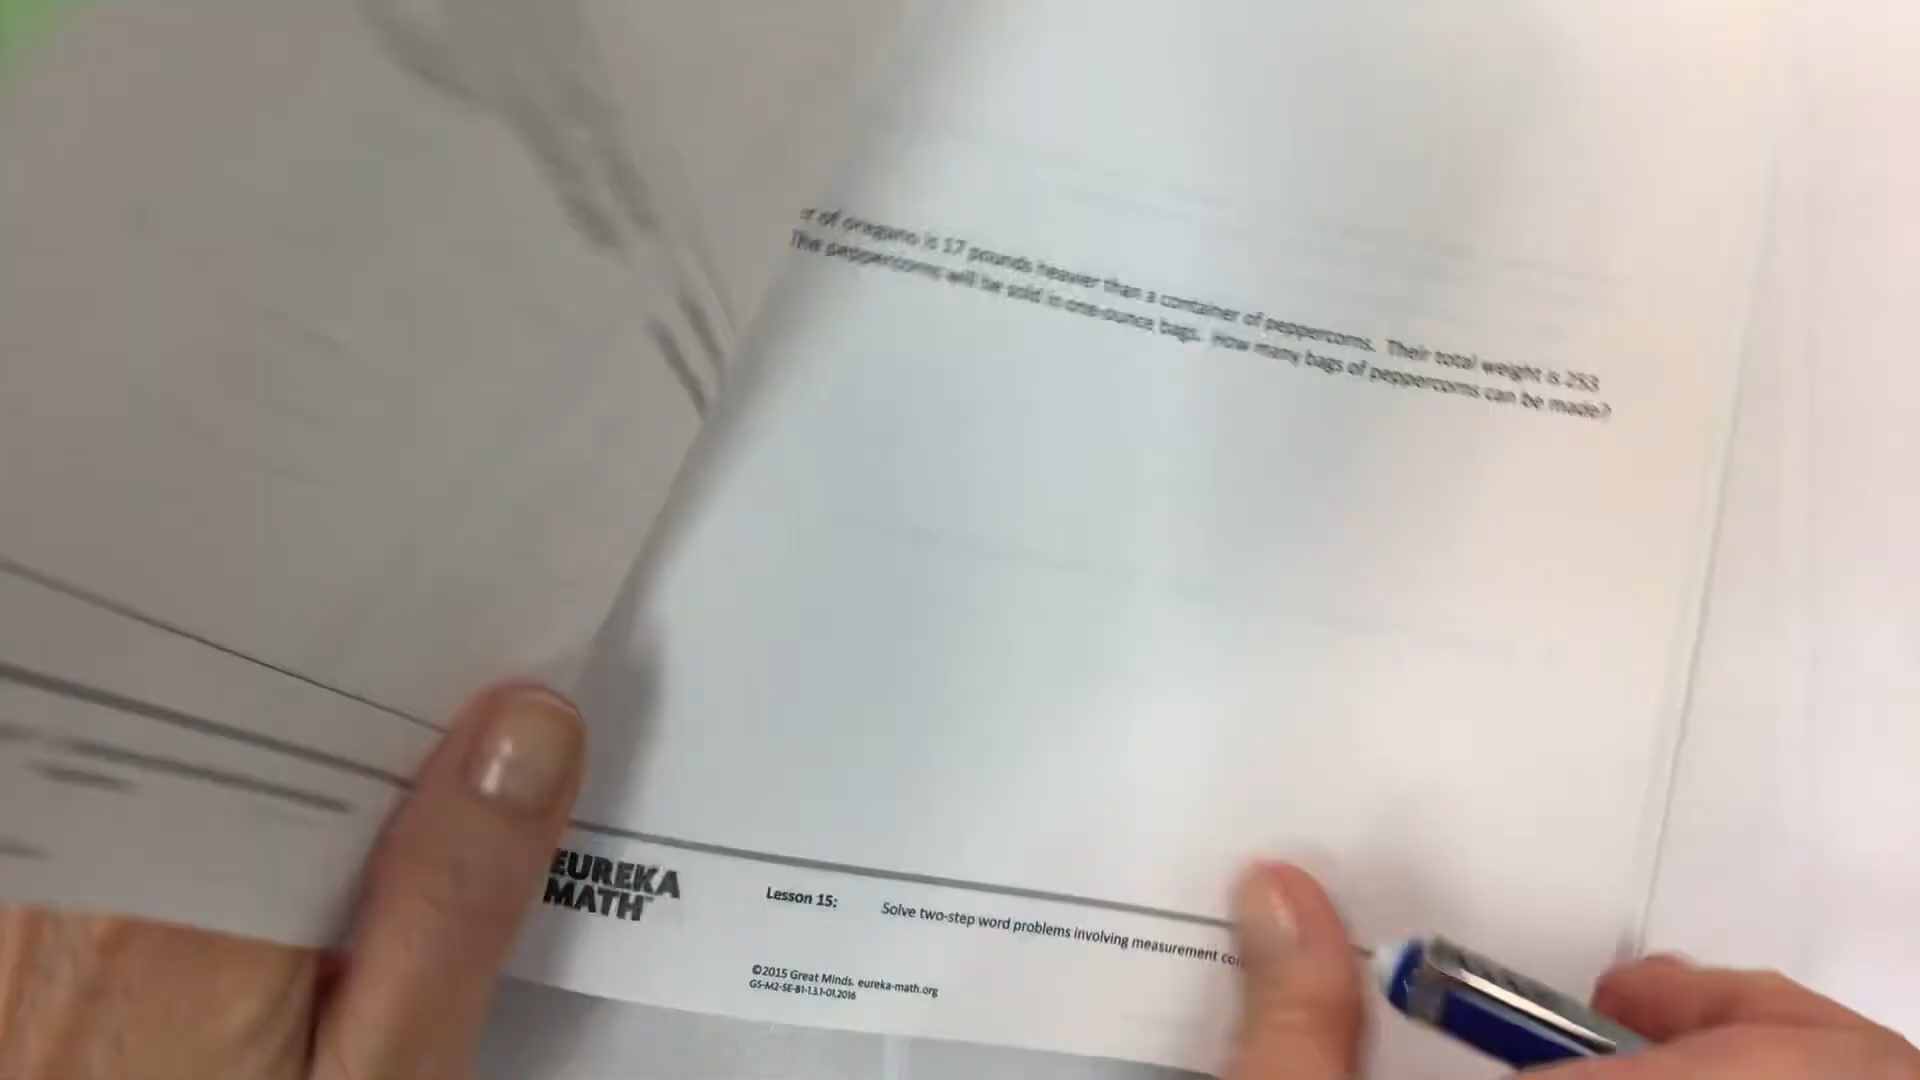 r of oregano is 17 pounds heavier than a container of peppercorns. Their total weight is 253
The peppercorns will be sold in one-ounce bags. How many bags of peppercorns can be made?
EUREKA
MATH™
Lesson 15: Solve two-step word problems involving measurement
©2015 Great Minds. eureka-math.org
G5-M2-SE-B1-1.3.1-01.2016